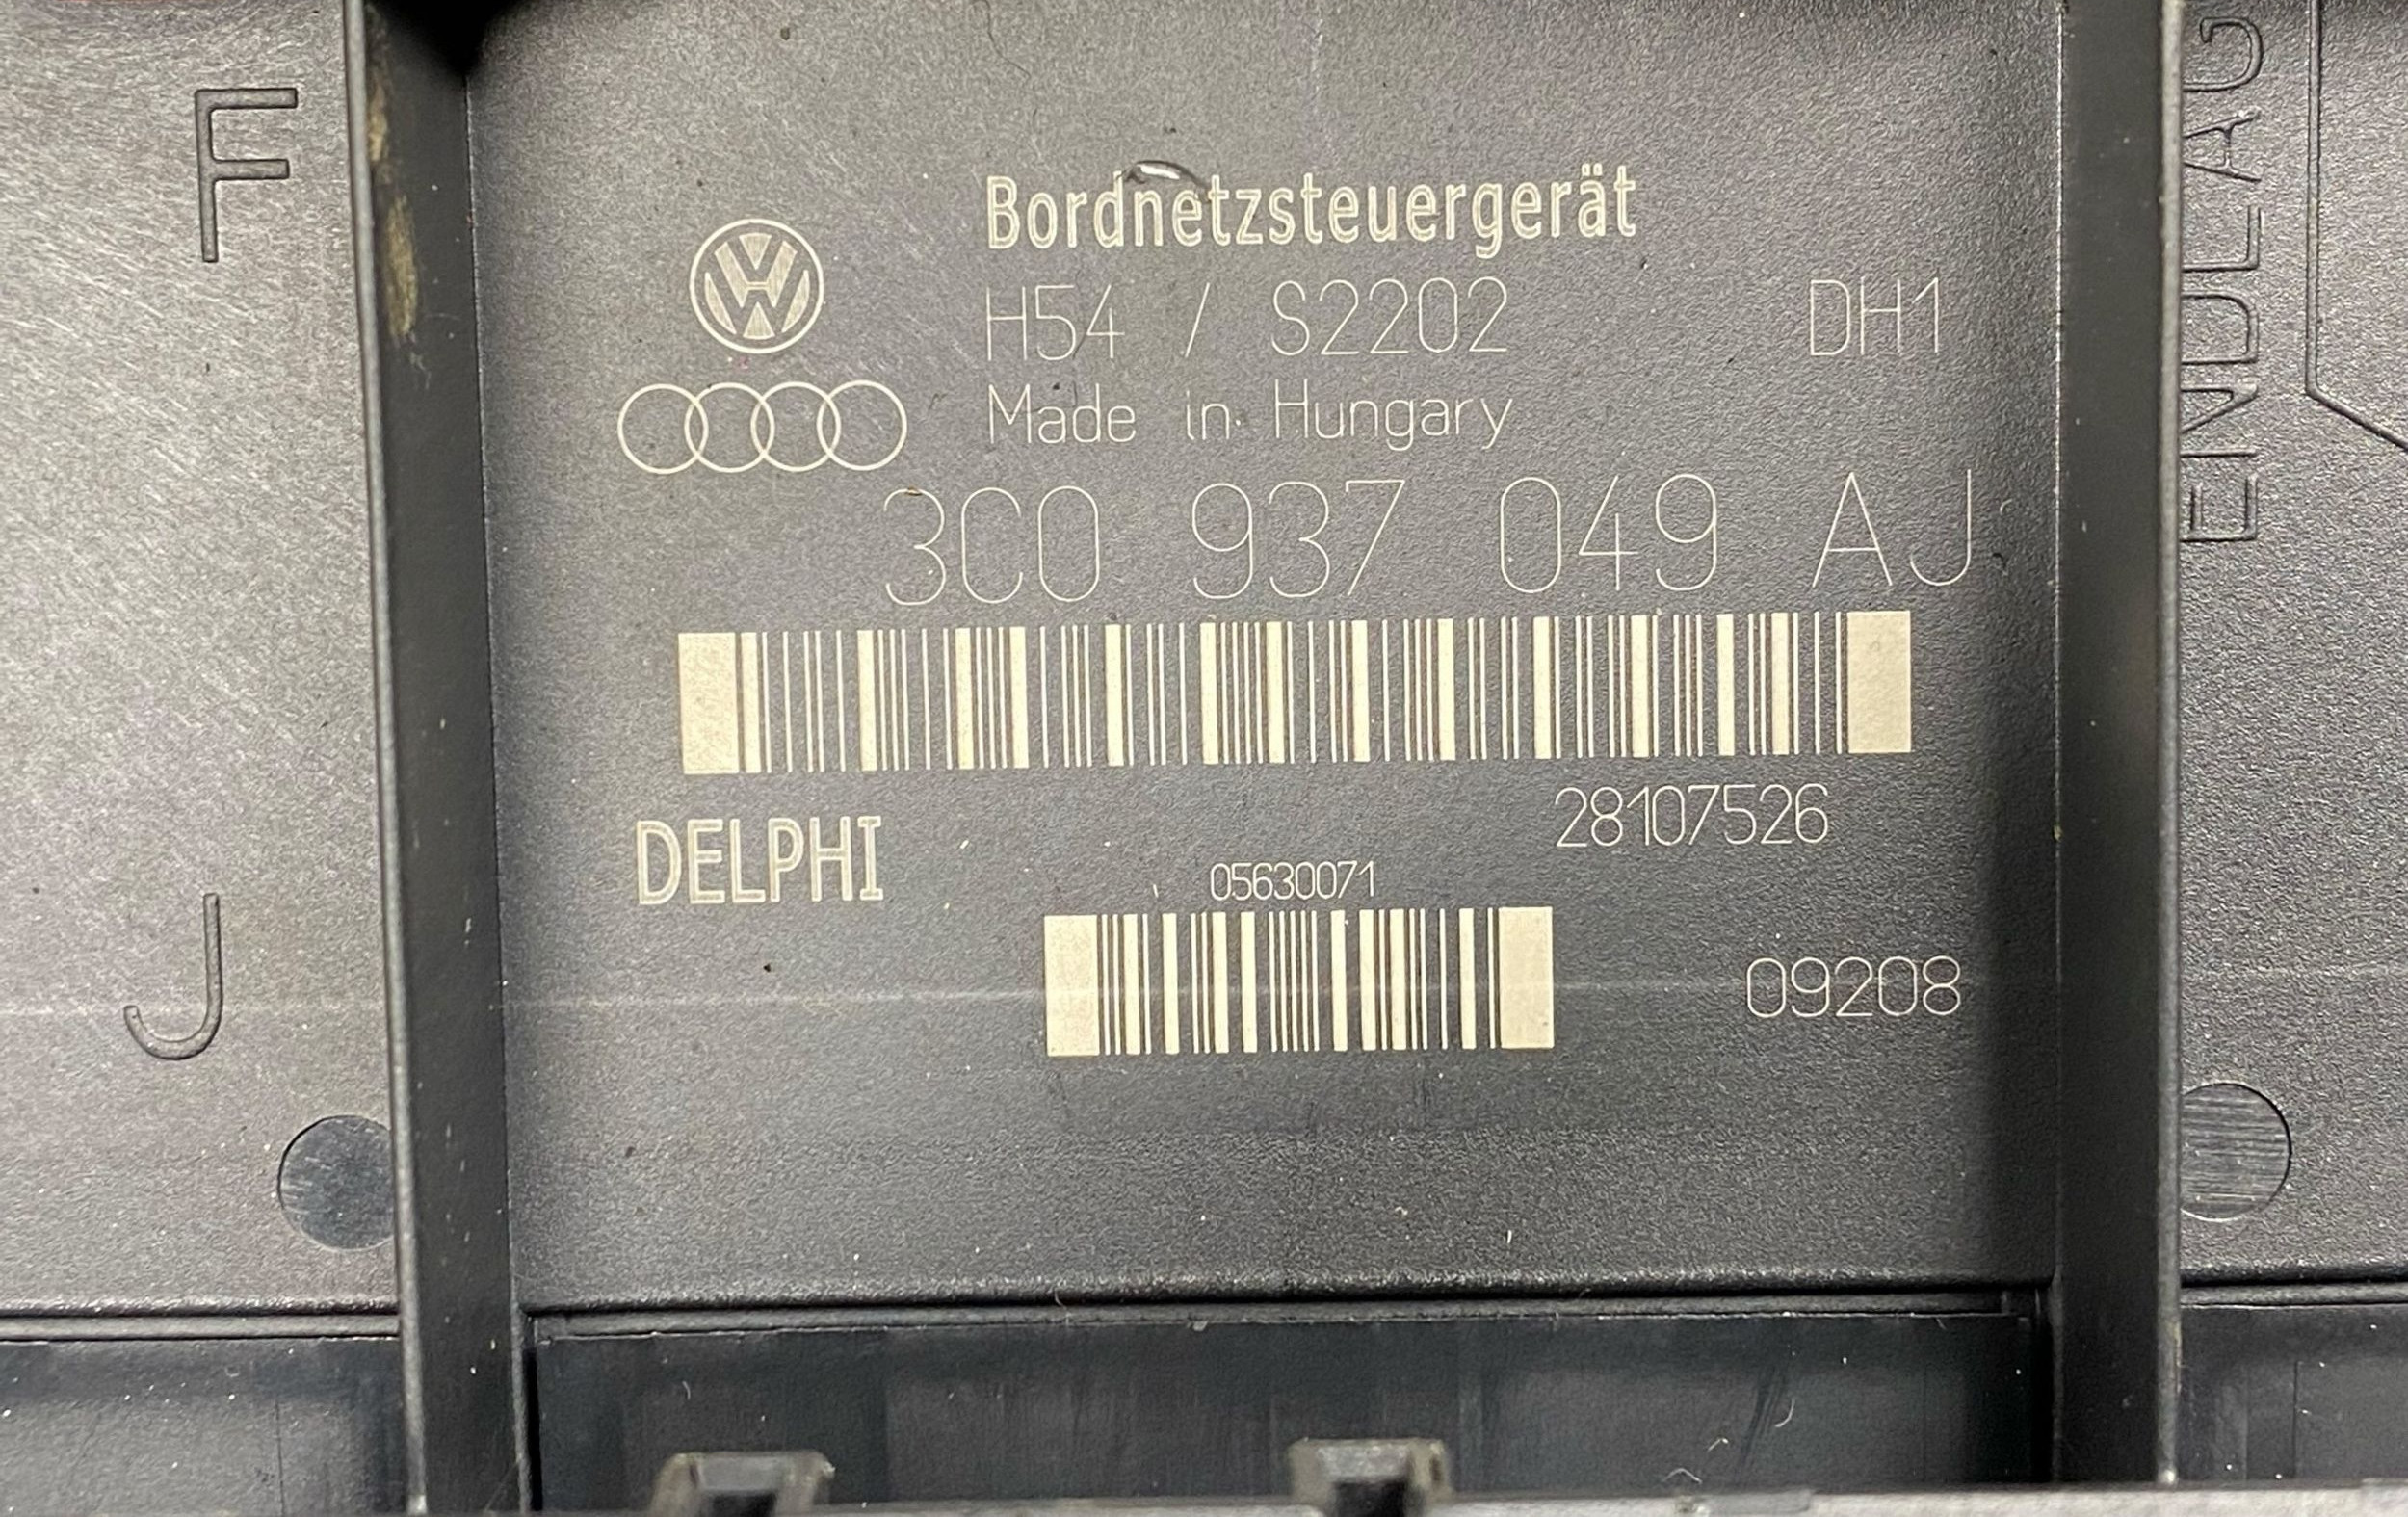 F
Bordnetzsteuergerät
H54 / S2202 DH1
Made in Hungary
3C0 937 049 AJ
28107526
DELPHI
05630071
09208
J
ENDLAG